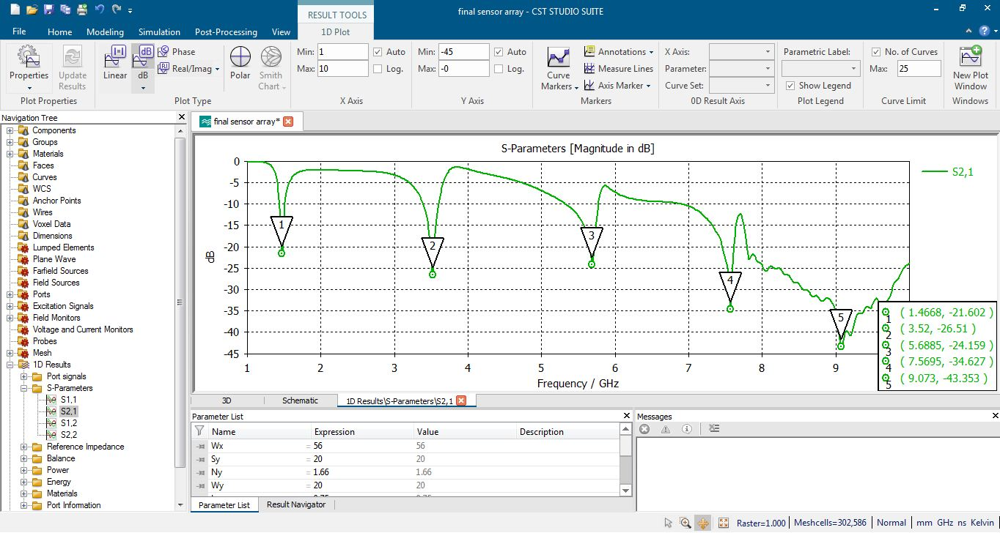 RESULT TOOLS
final sensor array - CST STUDIO SUITE
File Home Modeling Simulation Post-Processing View 1D Plot
Properties
Update Results
Plot Properties
Linear
dB
Phase
Real/Imag
Polar
Smith Chart
Plot Type
Min: 1 Auto
Max: 10 Log.
X Axis
Min: -45 Auto
Max: -0 Log.
Y Axis
Curve Markers
Annotations
Measure Lines
Axis Marker
Markers
X Axis:
Parameter:
Curve Set:
0D Result Axis
Parametric Label:
Show Legend
Plot Legend
No. of Curves
Max: 25
Curve Limit
New Plot Window
Windows
Navigation Tree
Components
Groups
Materials
Faces
Curves
WCS
Anchor Points
Wires
Voxel Data
Dimensions
Lumped Elements
Plane Wave
Farfield Sources
Field Sources
Ports
Excitation Signals
Field Monitors
Voltage and Current Monitors
Probes
Mesh
1D Results
Port signals
S-Parameters
S1,1
S2,1
S1,2
S2,2
Reference Impedance
Balance
Power
Energy
Materials
Port Information
final sensor array*
S-Parameters [Magnitude in dB]
S2,1
0
-5
-10
-15
-20
-25
-30
-35
-40
-45
dB
1 2 3 4 5
1 2 3 4 5 6 7 8 9
Frequency / GHz
1 ( 1.4668, -21.602 )
2 ( 3.52, -26.51 )
3 ( 5.6885, -24.159 )
4 ( 7.5695, -34.627 )
5 ( 9.073, -43.353 )
3D Schematic 1D Results\S-Parameters\S2,1
Parameter List
Name Expression Value Description
Wx = 56 56
Sy = 20 20
Ny = 1.66 1.66
Wy = 20 20
Parameter List Result Navigator
Messages
Raster=1.000 Meshcells=302,586 Normal mm GHz ns Kelvin